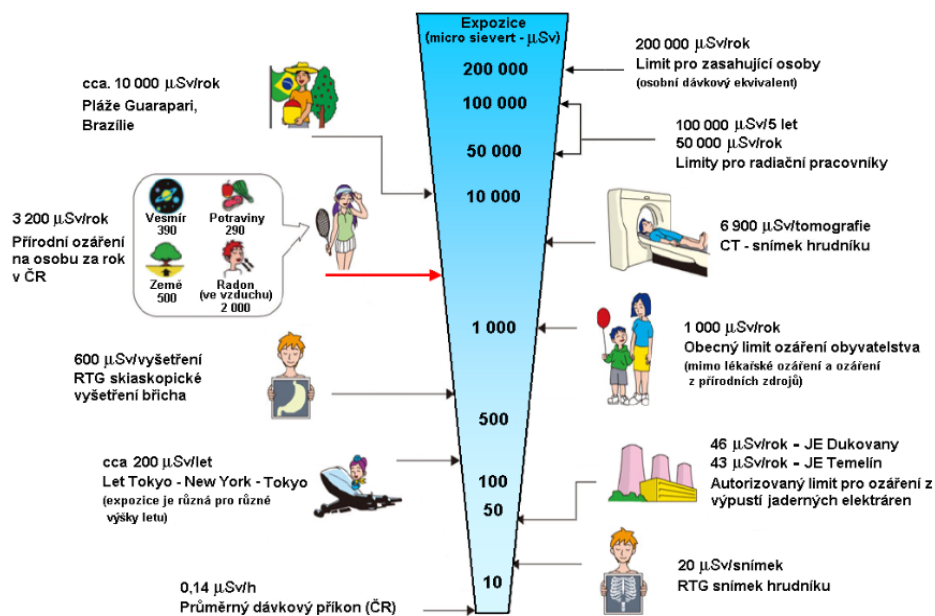 Expozice
(micro sievert - µSv)
200 000
100 000
50 000
10 000
1 000
500
100
50
10
cca. 10 000 µSv/rok
Pláže Guarapari,
Brazílie
3 200 µSv/rok
Přírodní ozáření
na osobu za rok
v ČR
Vesmír
390
Potraviny
290
Země
500
Radon
(ve vzduchu)
2 000
600 µSv/vyšetření
RTG skiaskopické
vyšetření břicha
cca 200 µSv/let
Let Tokyo - New York - Tokyo
(expozice je různá pro různé
výšky letu)
0,14 µSv/h
Průměrný dávkový příkon (ČR)
200 000 µSv/rok
Limit pro zasahující osoby
(osobní dávkový ekvivalent)
100 000 µSv/5 let
50 000 µSv/rok
Limity pro radiační pracovníky
6 900 µSv/tomografie
CT - snímek hrudníku
1 000 µSv/rok
Obecný limit ozáření obyvatelstva
(mimo lékařské ozáření a ozáření
z přírodních zdrojů)
46 µSv/rok - JE Dukovany
43 µSv/rok - JE Temelín
Autorizovaný limit pro ozáření z
výpustí jaderných elektráren
20 µSv/snímek
RTG snímek hrudníku